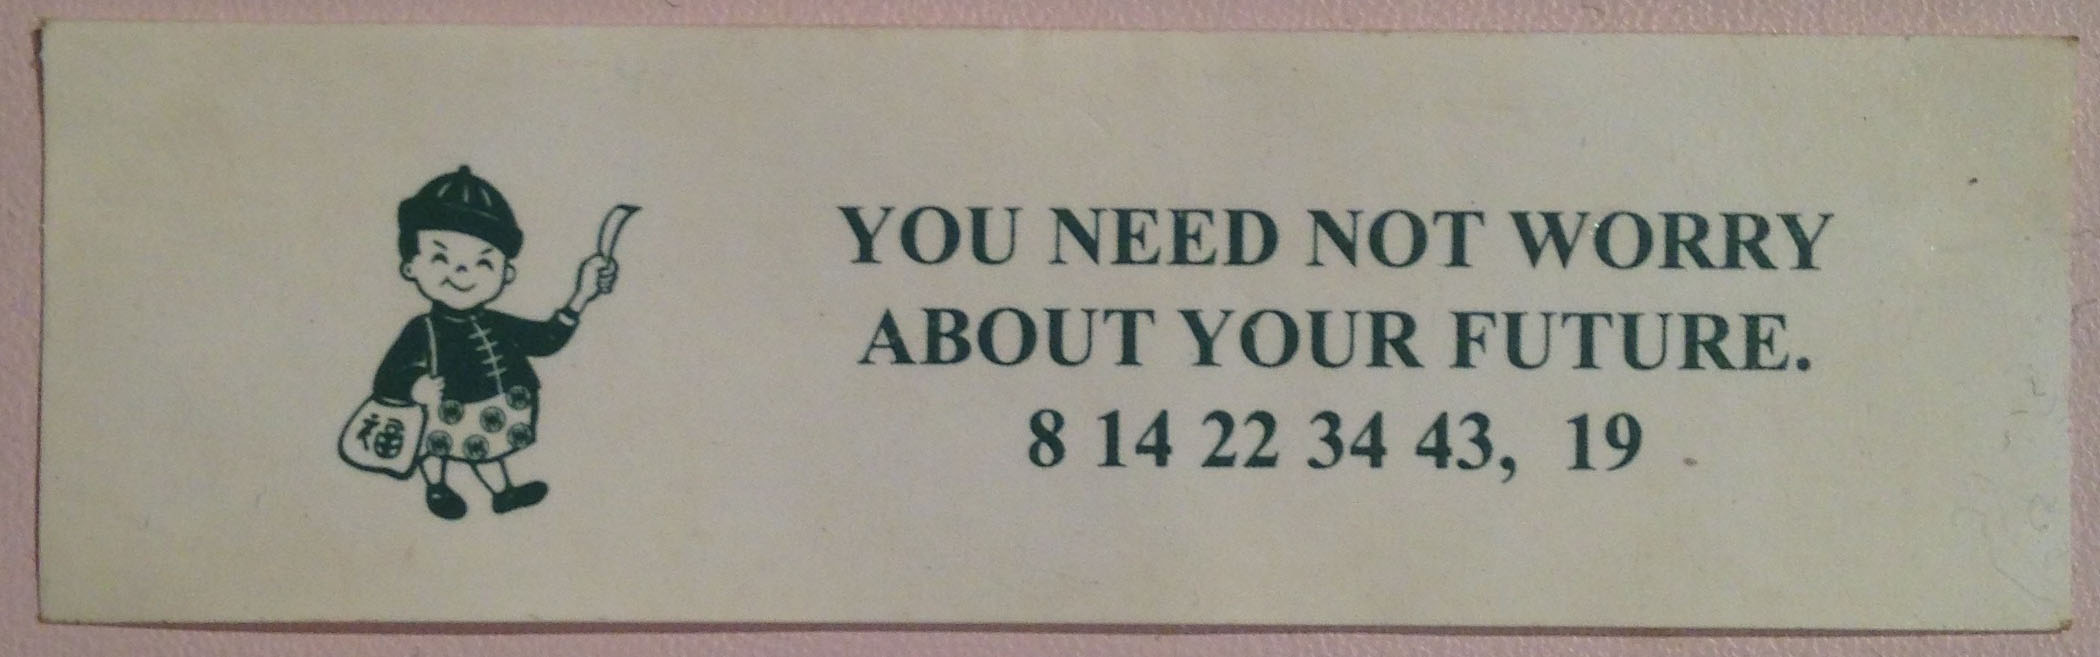 福
YOU NEED NOT WORRY
ABOUT YOUR FUTURE.
8 14 22 34 43, 19